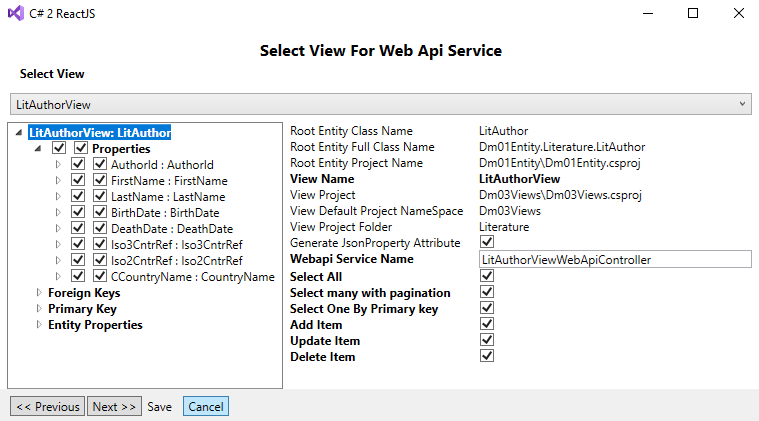 C# 2 ReactJS
Select View For Web Api Service
Select View
LitAuthorView
LitAuthorView: LitAuthor
Properties
AuthorId : AuthorId
FirstName : FirstName
LastName : LastName
BirthDate : BirthDate
DeathDate : DeathDate
Iso3CntrRef : Iso3CntrRef
Iso2CntrRef : Iso2CntrRef
CCountryName : CountryName
Foreign Keys
Primary Key
Entity Properties
Root Entity Class Name LitAuthor
Root Entity Full Class Name Dm01Entity.Literature.LitAuthor
Root Entity Project Name Dm01Entity\Dm01Entity.csproj
View Name LitAuthorView
View Project Dm03Views\Dm03Views.csproj
View Default Project NameSpace Dm03Views
View Project Folder Literature
Generate JsonProperty Attribute
Webapi Service Name LitAuthorViewWebApiController
Select All
Select many with pagination
Select One By Primary key
Add Item
Update Item
Delete Item
<< Previous Next >> Save Cancel